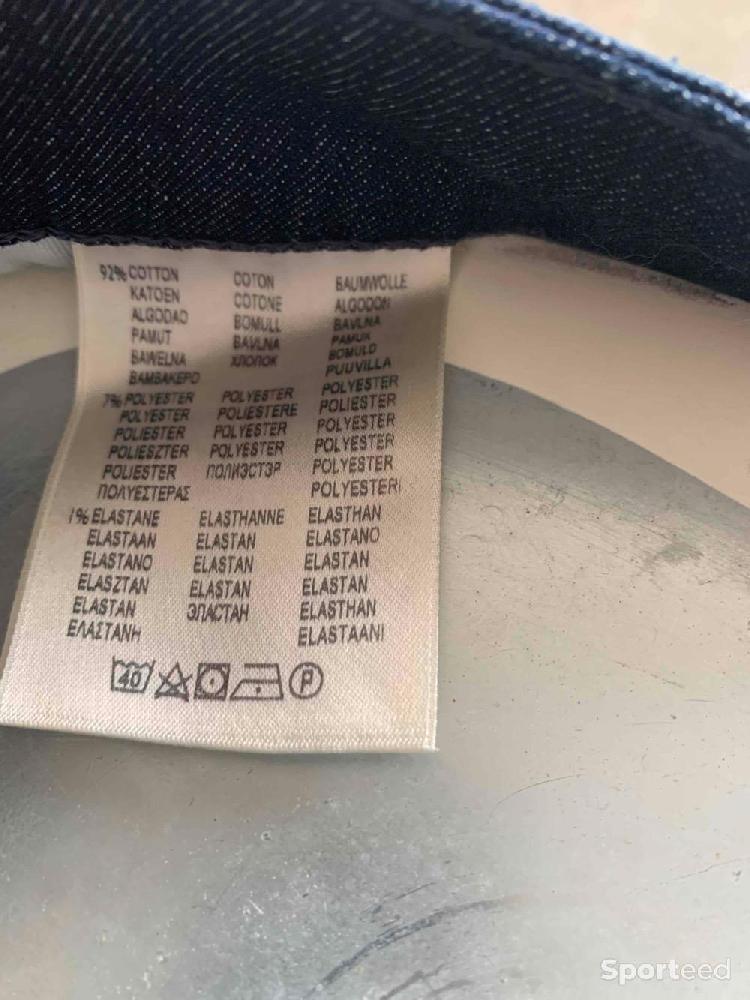 92% COTTON COTON BAUMWOLLE
KATOEN COTONE ALGODON
ALGODAO BOMULL BAVLNA
PAMUT BAVLNA PAMUK
BAWELNA ХЛОПОК BOMULD
ΒΑΜΒΑΚΕΡΟ PUUVILLA
7% POLYESTER POLYESTER POLYESTER
POLYESTER POLIESTERE POLIESTER
POLIESTER POLYESTER POLYESTER
POLIESZTER POLYESTER POLYESTER
POLIESTER ПОЛИЭСТЭР POLYESTER
ΠΟΛΥΕΣΤΕΡΑΣ POLYESTERI
1% ELASTANE ELASTHANNE ELASTHAN
ELASTAAN ELASTAN ELASTANO
ELASTANO ELASTAN ELASTAN
ELASZTAN ELASTAN ELASTAN
ELASTAN ЭЛАСТАН ELASTHAN
ΕΛΑΣΤΑΝΗ ELASTAANI
40 P
Sporteed